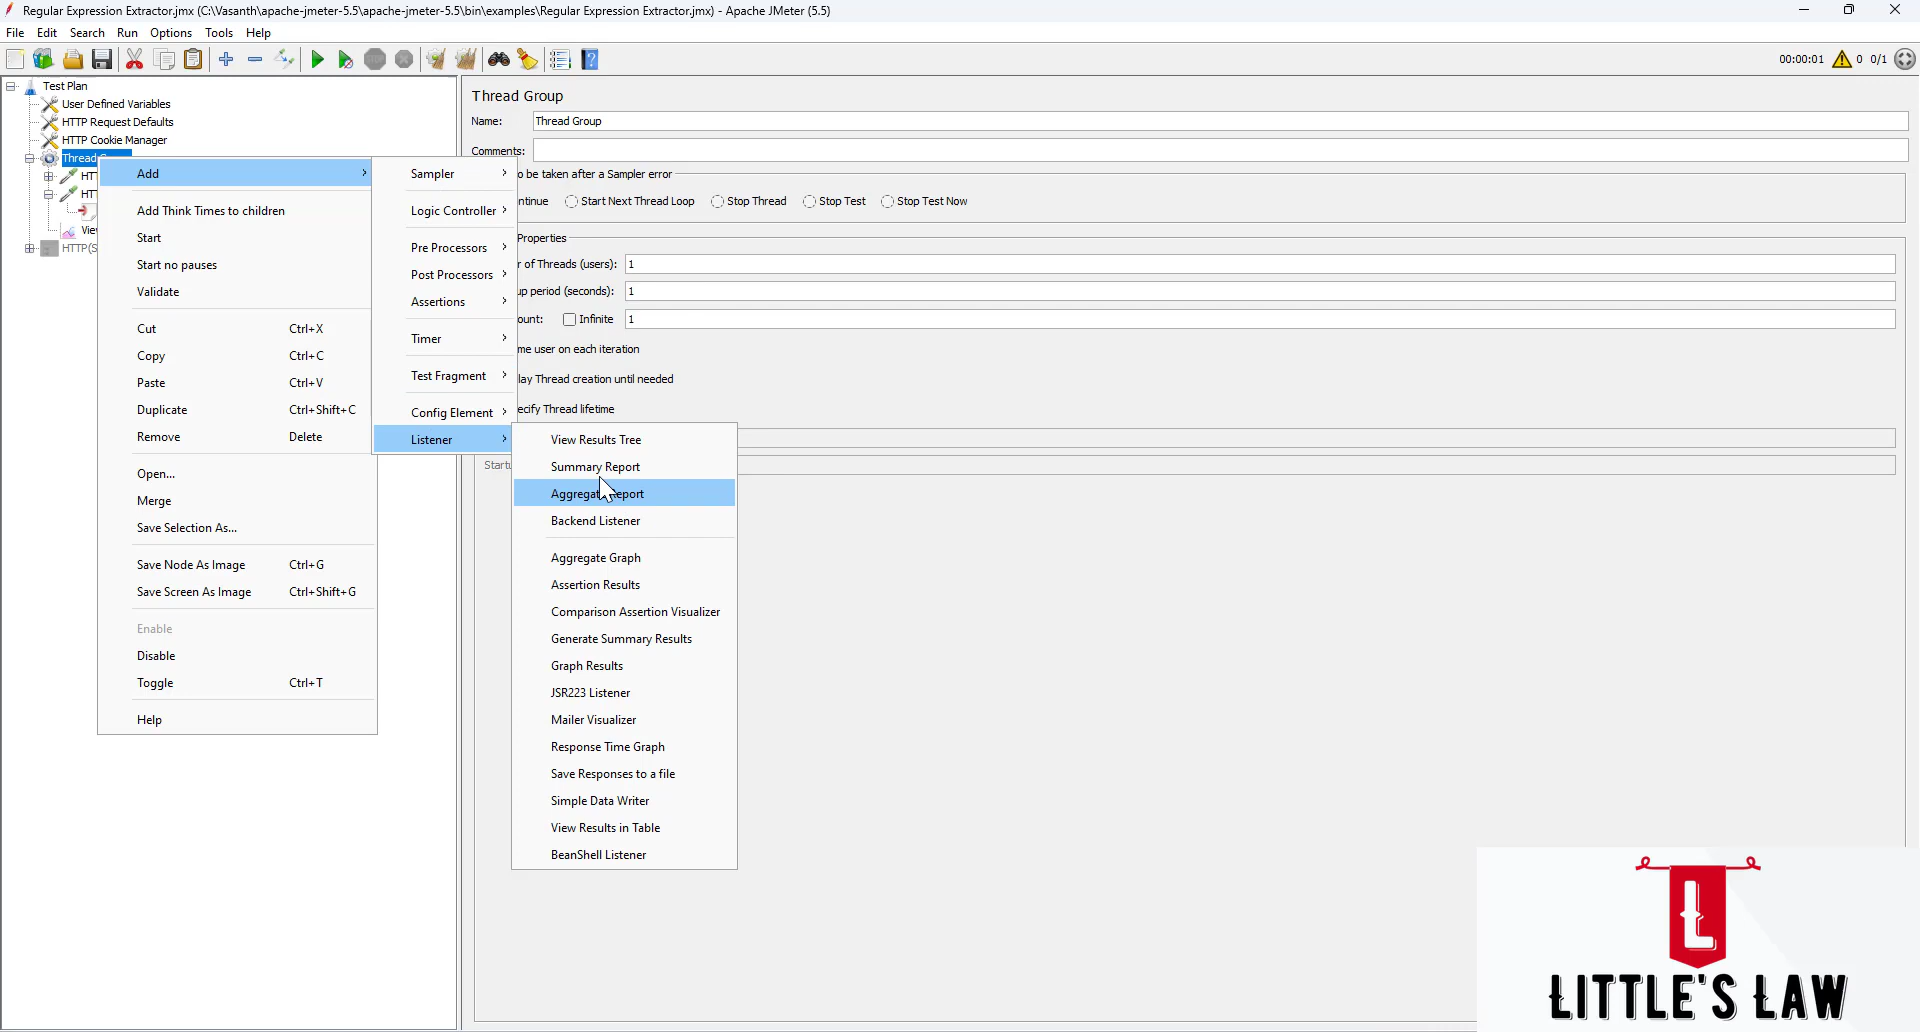 Regular Expression Extractor.jmx (C:\Vasanth\apache-jmeter-5.5\apache-jmeter-5.5\bin\examples\Regular Expression Extractor.jmx) - Apache JMeter (5.5)
File Edit Search Run Options Tools Help
00:00:01 0 0/1
Test Plan
User Defined Variables
HTTP Request Defaults
HTTP Cookie Manager
Thread G
HTT
HTT
Vie
HTTP(S
Add
Add Think Times to children
Start
Start no pauses
Validate
Cut Ctrl+X
Copy Ctrl+C
Paste Ctrl+V
Duplicate Ctrl+Shift+C
Remove Delete
Open...
Merge
Save Selection As...
Save Node As Image Ctrl+G
Save Screen As Image Ctrl+Shift+G
Enable
Disable
Toggle Ctrl+T
Help
Sampler
Logic Controller
Pre Processors
Post Processors
Assertions
Timer
Test Fragment
Config Element
Listener
View Results Tree
Summary Report
Aggregate Report
Backend Listener
Aggregate Graph
Assertion Results
Comparison Assertion Visualizer
Generate Summary Results
Graph Results
JSR223 Listener
Mailer Visualizer
Response Time Graph
Save Responses to a file
Simple Data Writer
View Results in Table
BeanShell Listener
Thread Group
Name: Thread Group
Comments:
o be taken after a Sampler error
ntinue Start Next Thread Loop Stop Thread Stop Test Stop Test Now
Properties
r of Threads (users): 1
up period (seconds): 1
ount: Infinite 1
me user on each iteration
lay Thread creation until needed
ecify Thread lifetime
Startu
L
LITTLE'S LAW